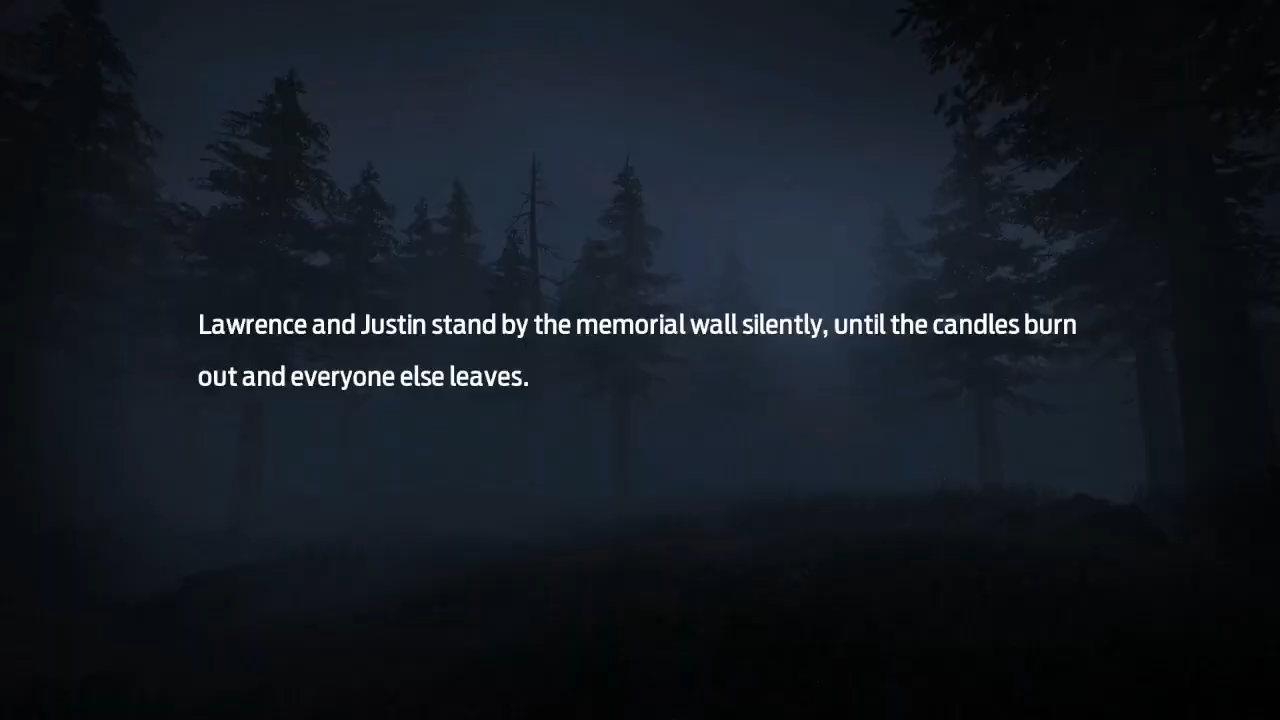 Lawrence and Justin stand by the memorial wall silently, until the candles burn
out and everyone else leaves.